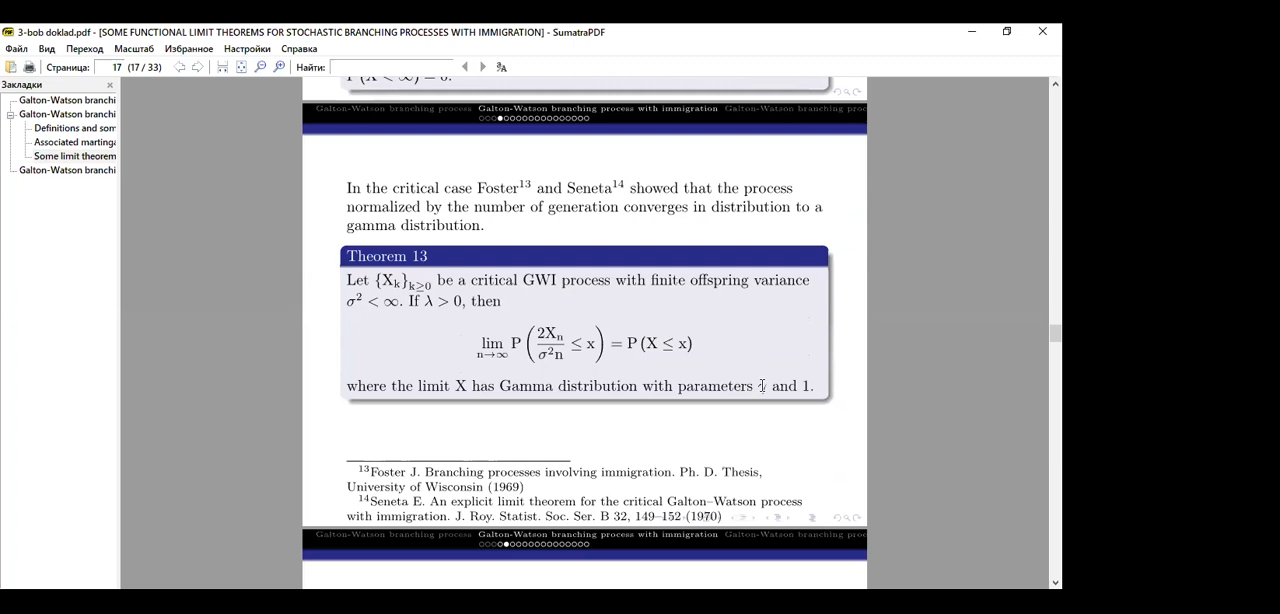 3-bob doklad.pdf - [SOME FUNCTIONAL LIMIT THEOREMS FOR STOCHASTIC BRANCHING PROCESSES WITH IMMIGRATION] - SumatraPDF
Файл Вид Переход Масштаб Избранное Настройки Справка
Страница: 17 (17 / 33) Найти:
Закладки
Galton-Watson branchi
Galton-Watson branchi
Definitions and som
Associated martinga
Some limit theorem
Galton-Watson branchi
P (X < ∞) = 0.
Galton-Watson branching process Galton-Watson branching process with immigration Galton-Watson branching proc
In the critical case Foster¹³ and Seneta¹⁴ showed that the process
normalized by the number of generation converges in distribution to a
gamma distribution.
Theorem 13
Let {Xₖ}ₖ≥₀ be a critical GWI process with finite offspring variance
σ² < ∞. If λ > 0, then
lim n→∞ P (2Xₙ/σ²n ≤ x) = P (X ≤ x)
where the limit X has Gamma distribution with parameters and 1.
¹³Foster J. Branching processes involving immigration. Ph. D. Thesis,
University of Wisconsin (1969)
¹⁴Seneta E. An explicit limit theorem for the critical Galton–Watson process
with immigration. J. Roy. Statist. Soc. Ser. B 32, 149–152 (1970)
Galton-Watson branching process Galton-Watson branching process with immigration Galton-Watson branching proc